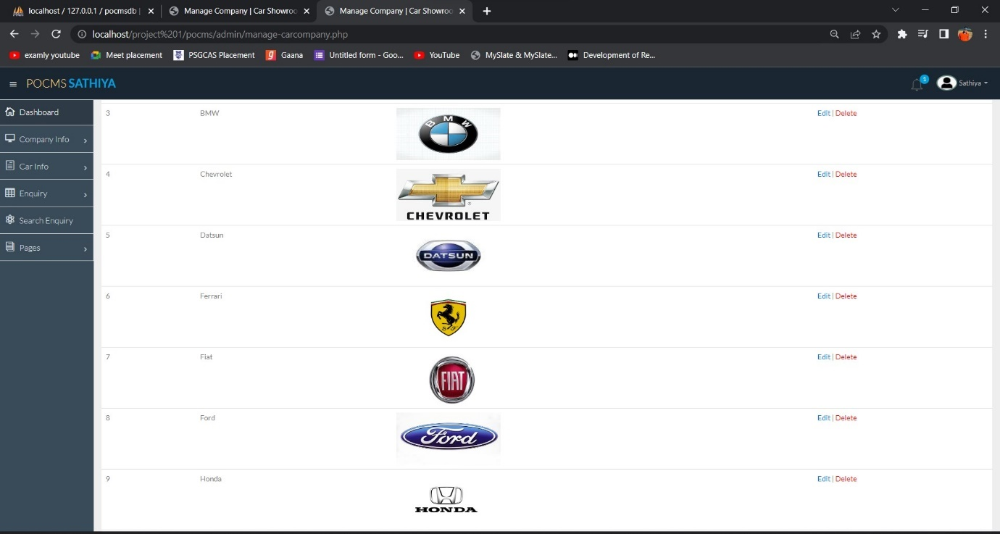 localhost / 127.0.0.1 / pocmsdb |
Manage Company | Car Showroo
Manage Company | Car Showroo
localhost/project%201/pocms/admin/manage-carcompany.php
examly youtube Meet placement PSGCAS Placement Gaana Untitled form - Goo... YouTube MySlate & MySlate... Development of Re...
POCMS SATHIYA
1
Sathiya
Dashboard
Company Info
Car Info
Enquiry
Search Enquiry
Pages
3 BMW BMW Edit | Delete
4 Chevrolet CHEVROLET Edit | Delete
5 Datsun DATSUN Edit | Delete
6 Ferrari S F Edit | Delete
7 Fiat FIAT Edit | Delete
8 Ford Ford Edit | Delete
9 Honda HONDA Edit | Delete